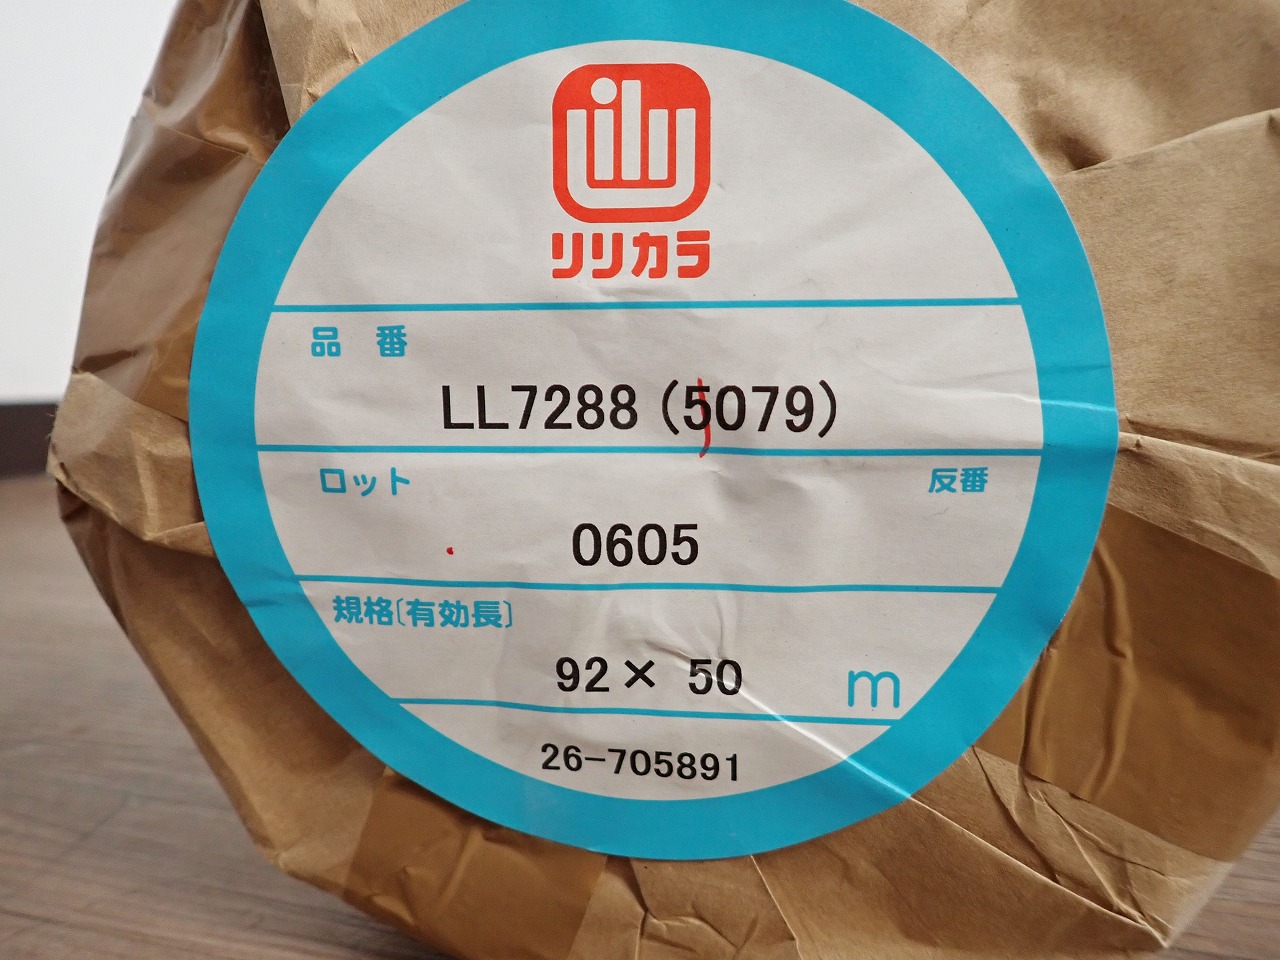 Lily
リリカラ
品番
LL7288 (5079)
ロット 反番
0605
規格〔有効長〕
92× 50 m
26-705891